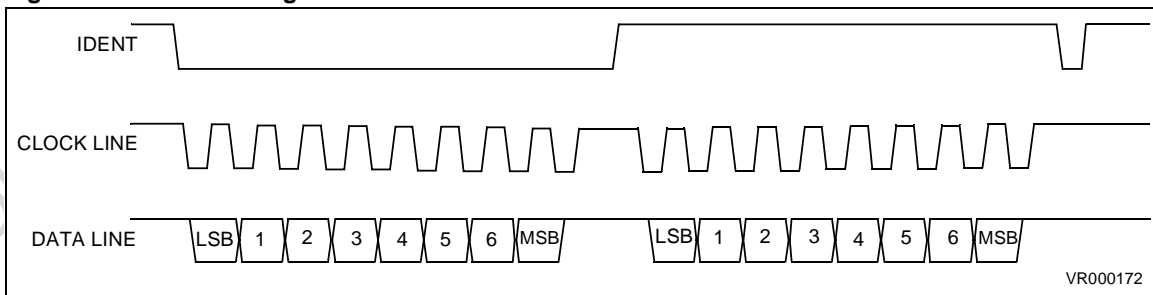 IDENT
CLOCK LINE
DATA LINE
LSB 1 2 3 4 5 6 MSB LSB 1 2 3 4 5 6 MSB
VR000172